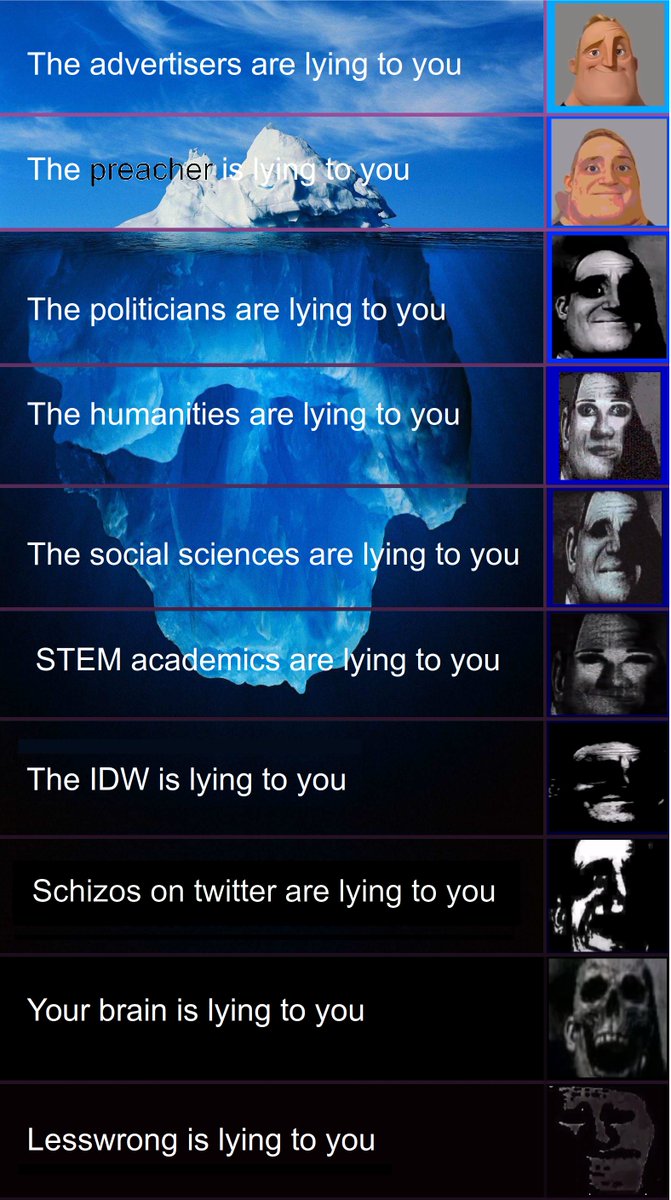 The advertisers are lying to you
The preacher is lying to you
The politicians are lying to you
The humanities are lying to you
The social sciences are lying to you
STEM academics are lying to you
The IDW is lying to you
Schizos on twitter are lying to you
Your brain is lying to you
Lesswrong is lying to you